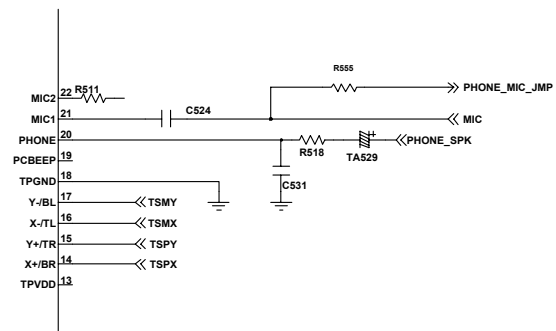 R555
PHONE_MIC_JMP
MIC2 22 R511
C524
MIC1 21 MIC
PHONE 20 R518 TA529 + PHONE_SPK
PCBEEP 19
C531
TPGND 18
Y-/BL 17 TSMY
X-/TL 16 TSMX
Y+/TR 15 TSPY
X+/BR 14 TSPX
TPVDD 13